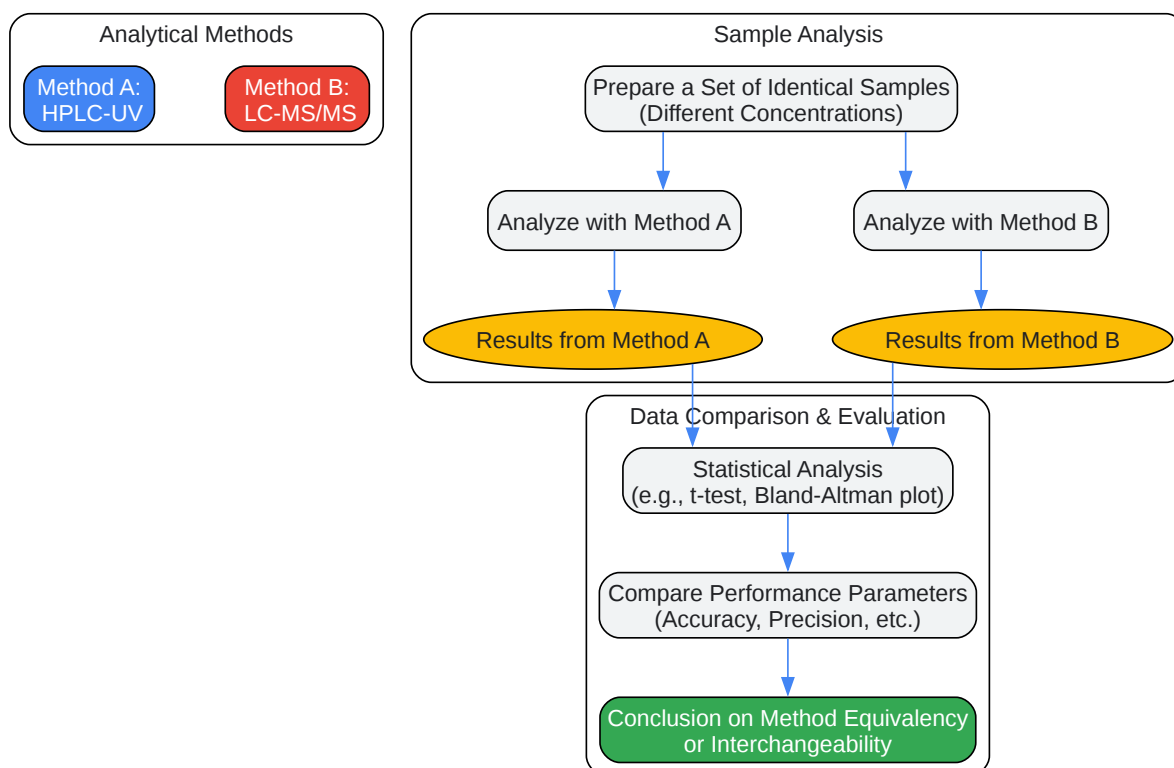 Analytical Methods
Method A:
HPLC-UV
Method B:
LC-MS/MS
Sample Analysis
Prepare a Set of Identical Samples
(Different Concentrations)
Analyze with Method A
Analyze with Method B
Results from Method A
Results from Method B
Data Comparison & Evaluation
Statistical Analysis
(e.g., t-test, Bland-Altman plot)
Compare Performance Parameters
(Accuracy, Precision, etc.)
Conclusion on Method Equivalency
or Interchangeability